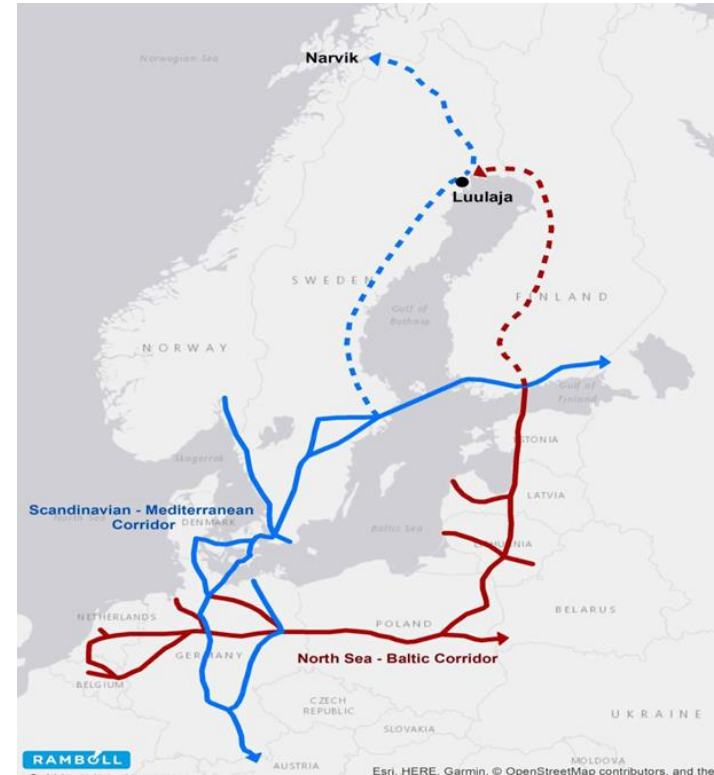 Norwegian Sea
Narvik
Luulaja
SWEDEN
FINLAND
Gulf of
Bothnia
NORWAY
Gulf of
Finland
ESTONIA
Skagerrak
Scandinavian - Mediterranean
Corridor
North Sea
DENMARK
LATVIA
Baltic Sea
LITHUANIA
BELARUS
NETHERLANDS
POLAND
GERMANY
North Sea - Baltic Corridor
BELGIUM
CZECH
REPUBLIC
UKRAINE
SLOVAKIA
RAMBOLL
AUSTRIA
MOLDOVA
Esri, HERE, Garmin, © OpenStreetMap contributors, and the